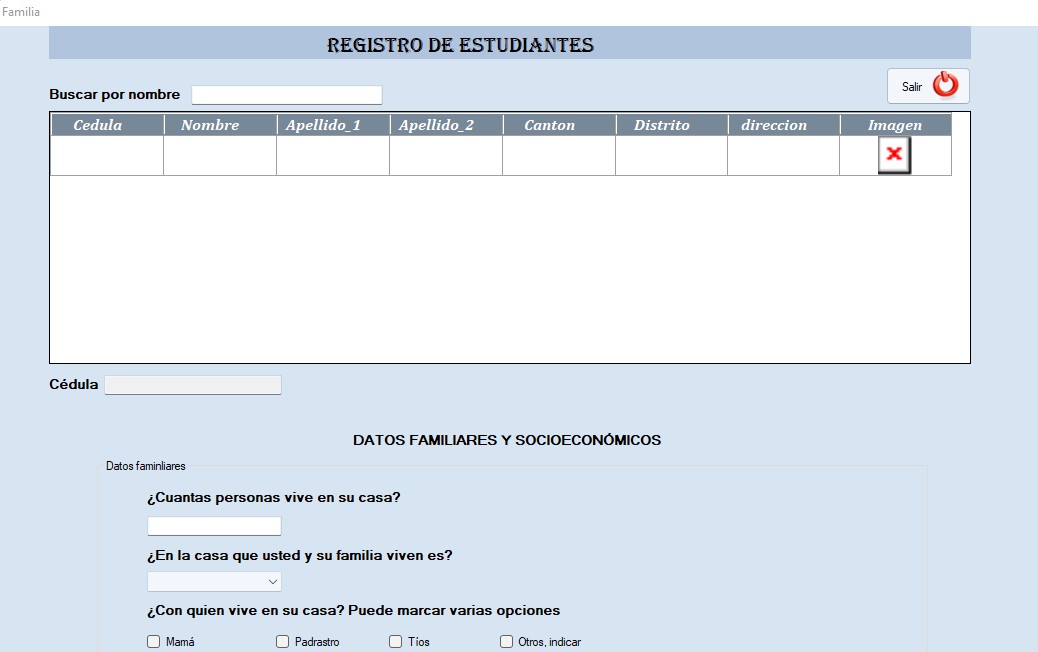 Familia
REGISTRO DE ESTUDIANTES
Salir
Buscar por nombre
Cedula Nombre Apellido_1 Apellido_2 Canton Distrito direccion Imagen
Cédula
DATOS FAMILIARES Y SOCIOECONÓMICOS
Datos faminliares
¿Cuantas personas vive en su casa?
¿En la casa que usted y su familia viven es?
¿Con quien vive en su casa? Puede marcar varias opciones
Mamá Padrastro Tíos Otros, indicar